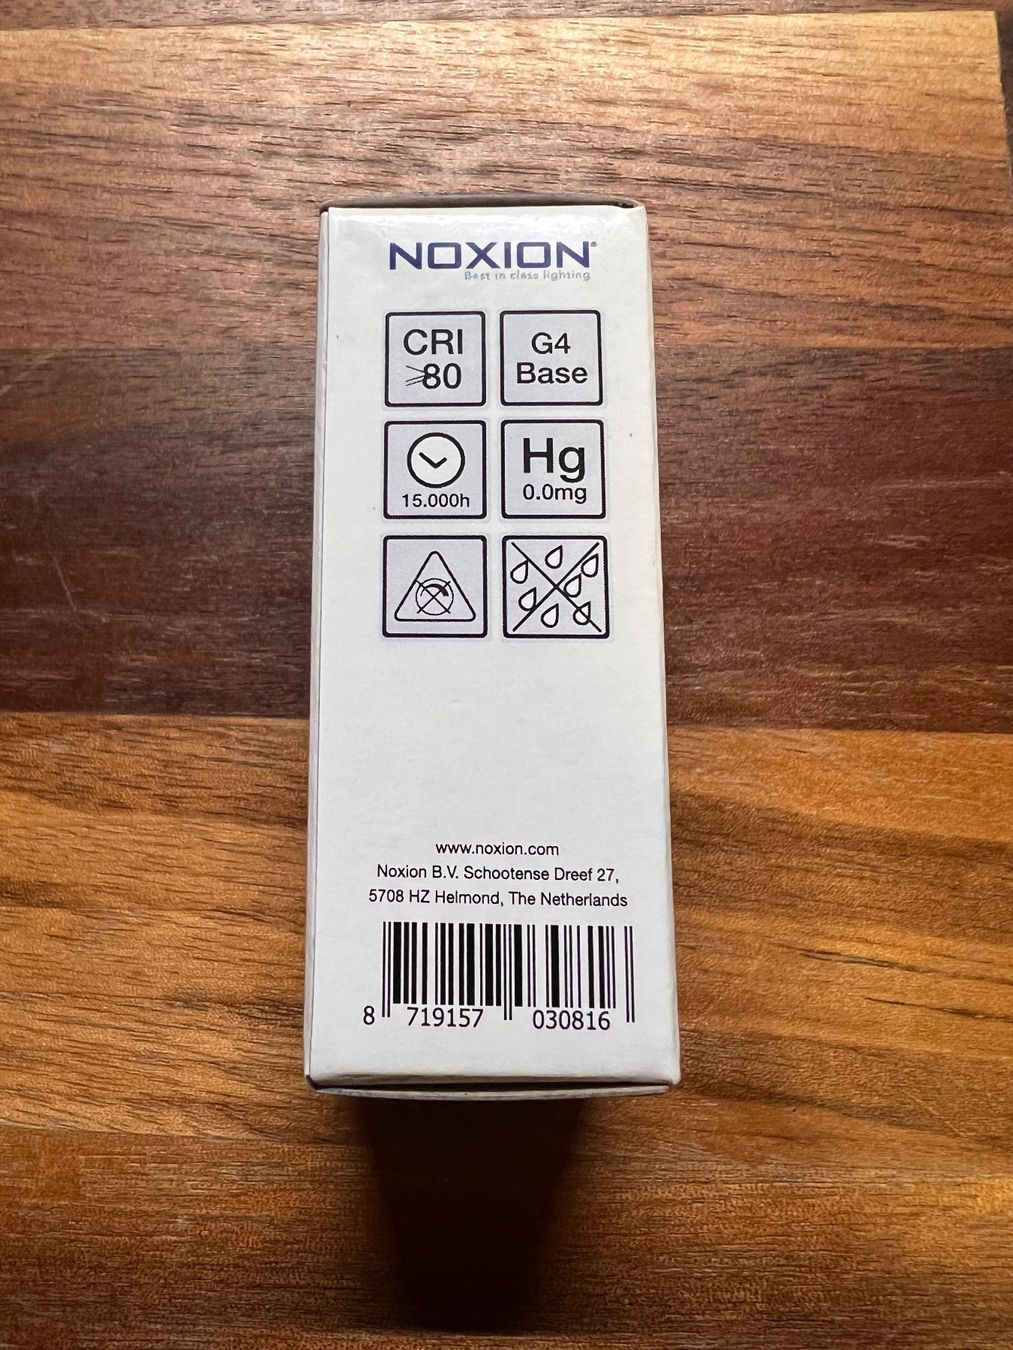 NOXION®
Best in class lighting
CRI
≥80
G4
Base
15.000h
Hg
0.0mg
www.noxion.com
Noxion B.V. Schootense Dreef 27,
5708 HZ Helmond, The Netherlands
8 719157 030816